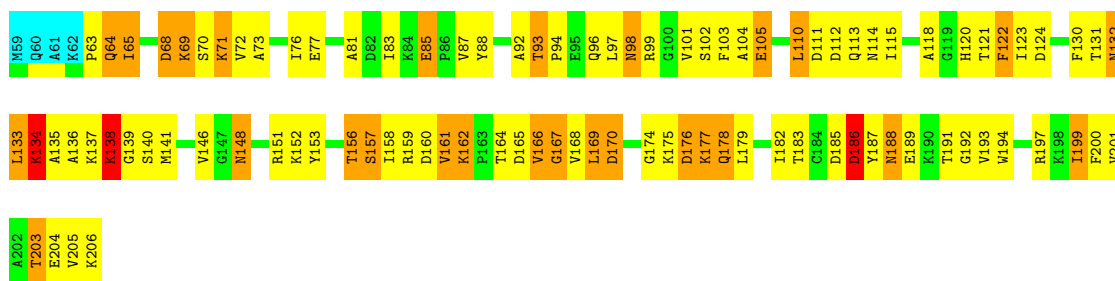 M59 Q60 A61 K62 P63 Q64 I65 D68 K69 S70 K71 V72 A73 I76 E77 A81 D82 I83 K84 E85 P86 V87 Y88 A92 T93 P94 E95 Q96 L97 N98 R99 G100 V101 S102 F103 A104 E105 L110 D111 D112 Q113 N114 I115 A118 G119 H120 T121 F122 I123 D124 F130 T131 N132
L133 K134 A135 A136 K137 K138 G139 S140 M141 V146 G147 N148 R151 K152 Y153 T156 S157 I158 R159 D160 V161 K162 P163 T164 D165 V166 G167 V168 L169 D170 G174 K175 D176 K177 Q178 L179 I182 T183 C184 D185 D186 Y187 N188 E189 K190 T191 G192 V193 W194 R197 K198 I199 F200 V201
A202 T203 E204 V205 K206